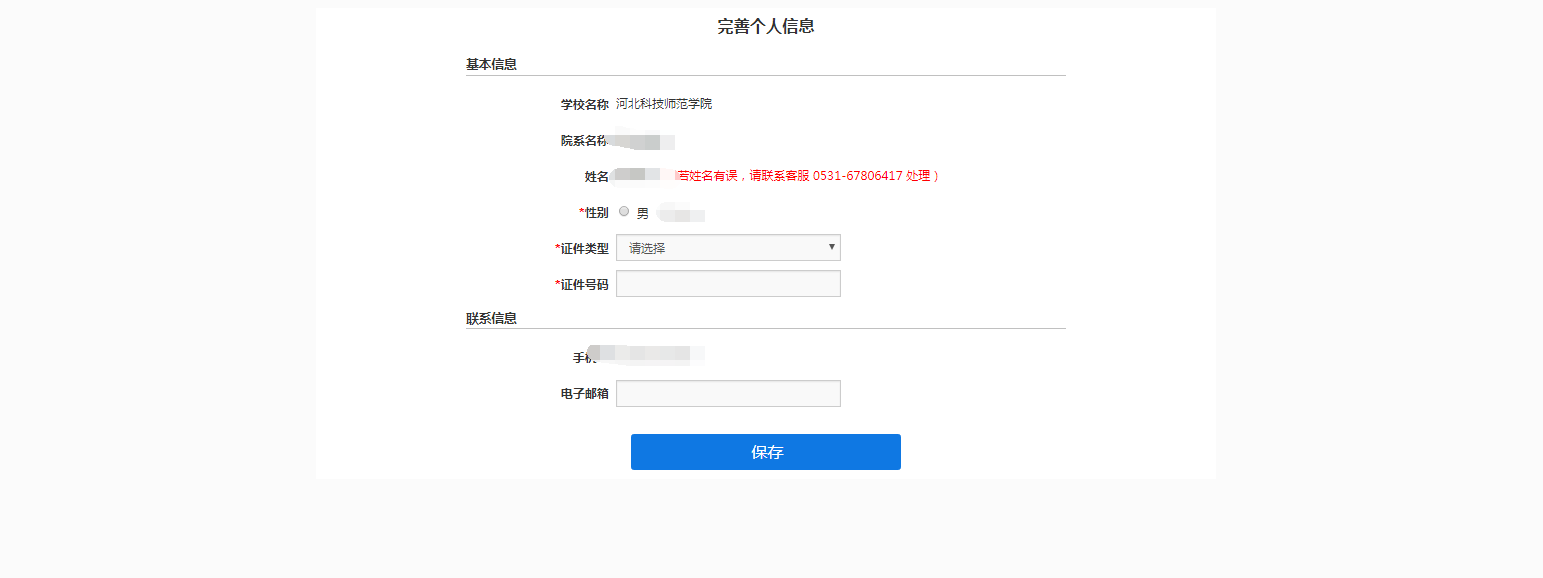 完善个人信息
基本信息
学校名称 河北科技师范学院
院系名称
姓名 若姓名有误，请联系客服 0531-67806417 处理）
*性别 男
*证件类型 请选择
*证件号码
联系信息
手机
电子邮箱
保存